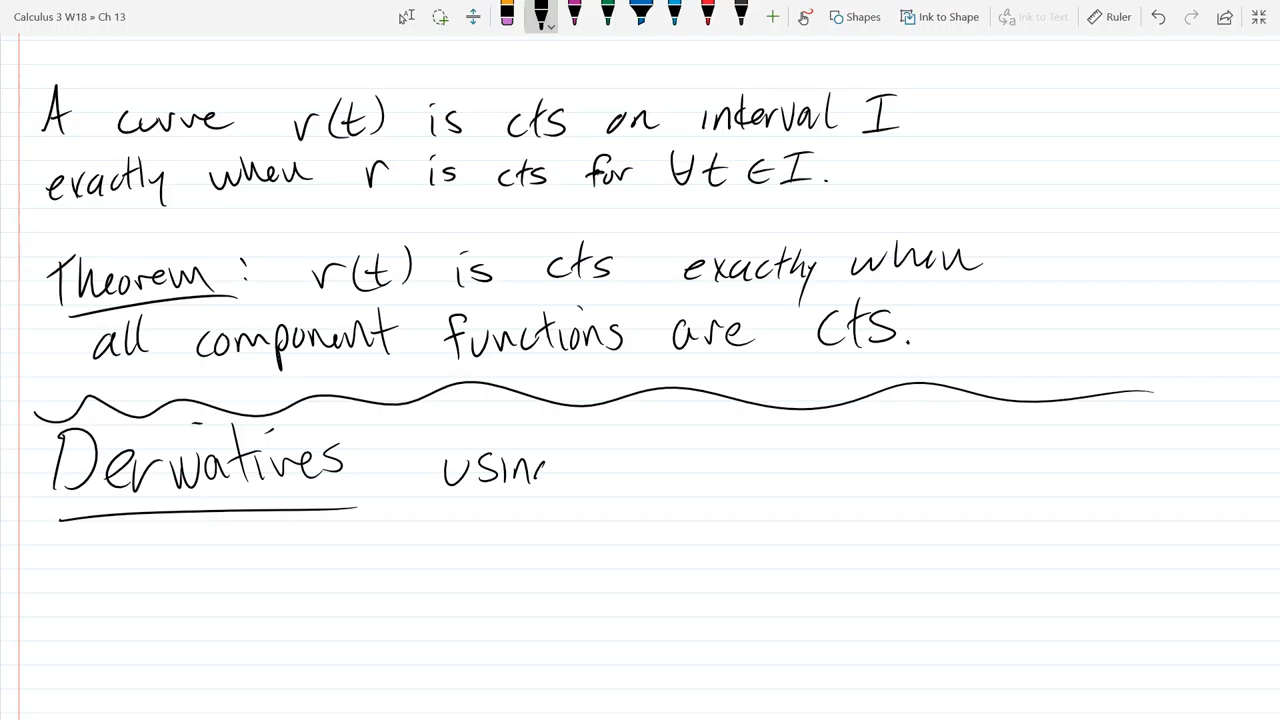 Calculus 3 W18 » Ch 13
Shapes Ink to Shape Ink to Text Ruler
A curve r(t) is cts on interval I
exactly when r is cts for ∀t ∈ I.
Theorem: r(t) is cts exactly when
all component functions are cts.
Derivatives usin